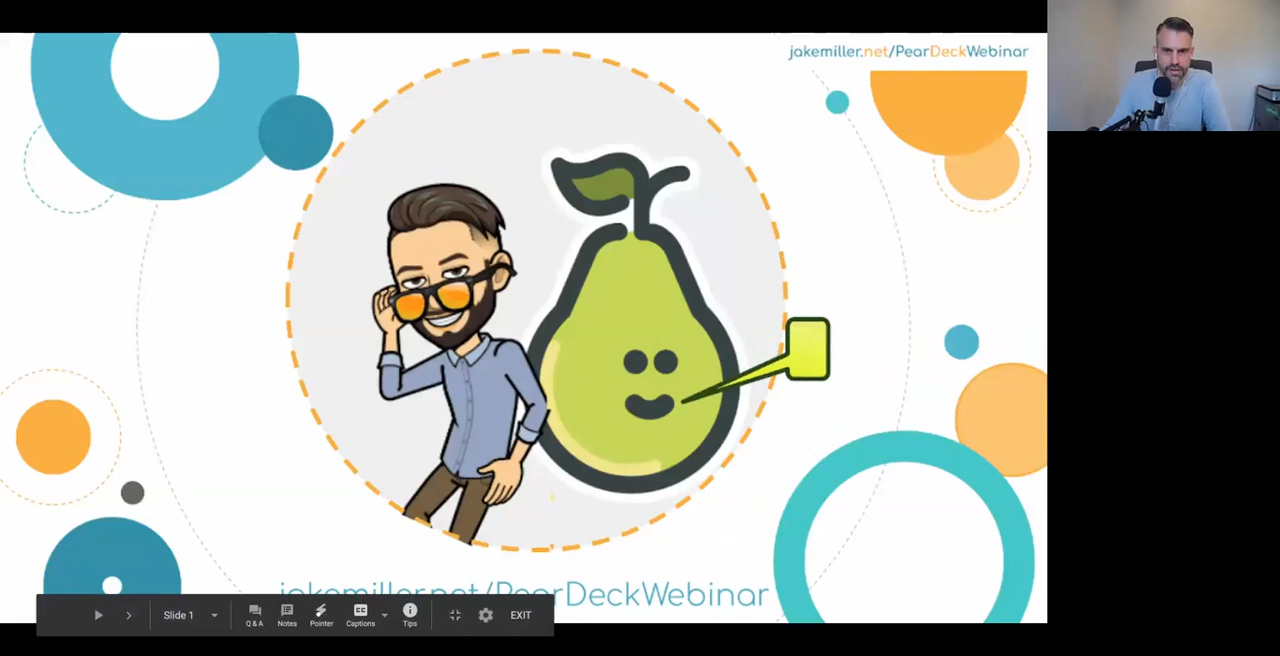 jakemiller.net/PearDeckWebinar
jakemiller.net/PearDeckWebinar
Slide 1
Q & A
Notes
Pointer
Captions
Tips
EXIT